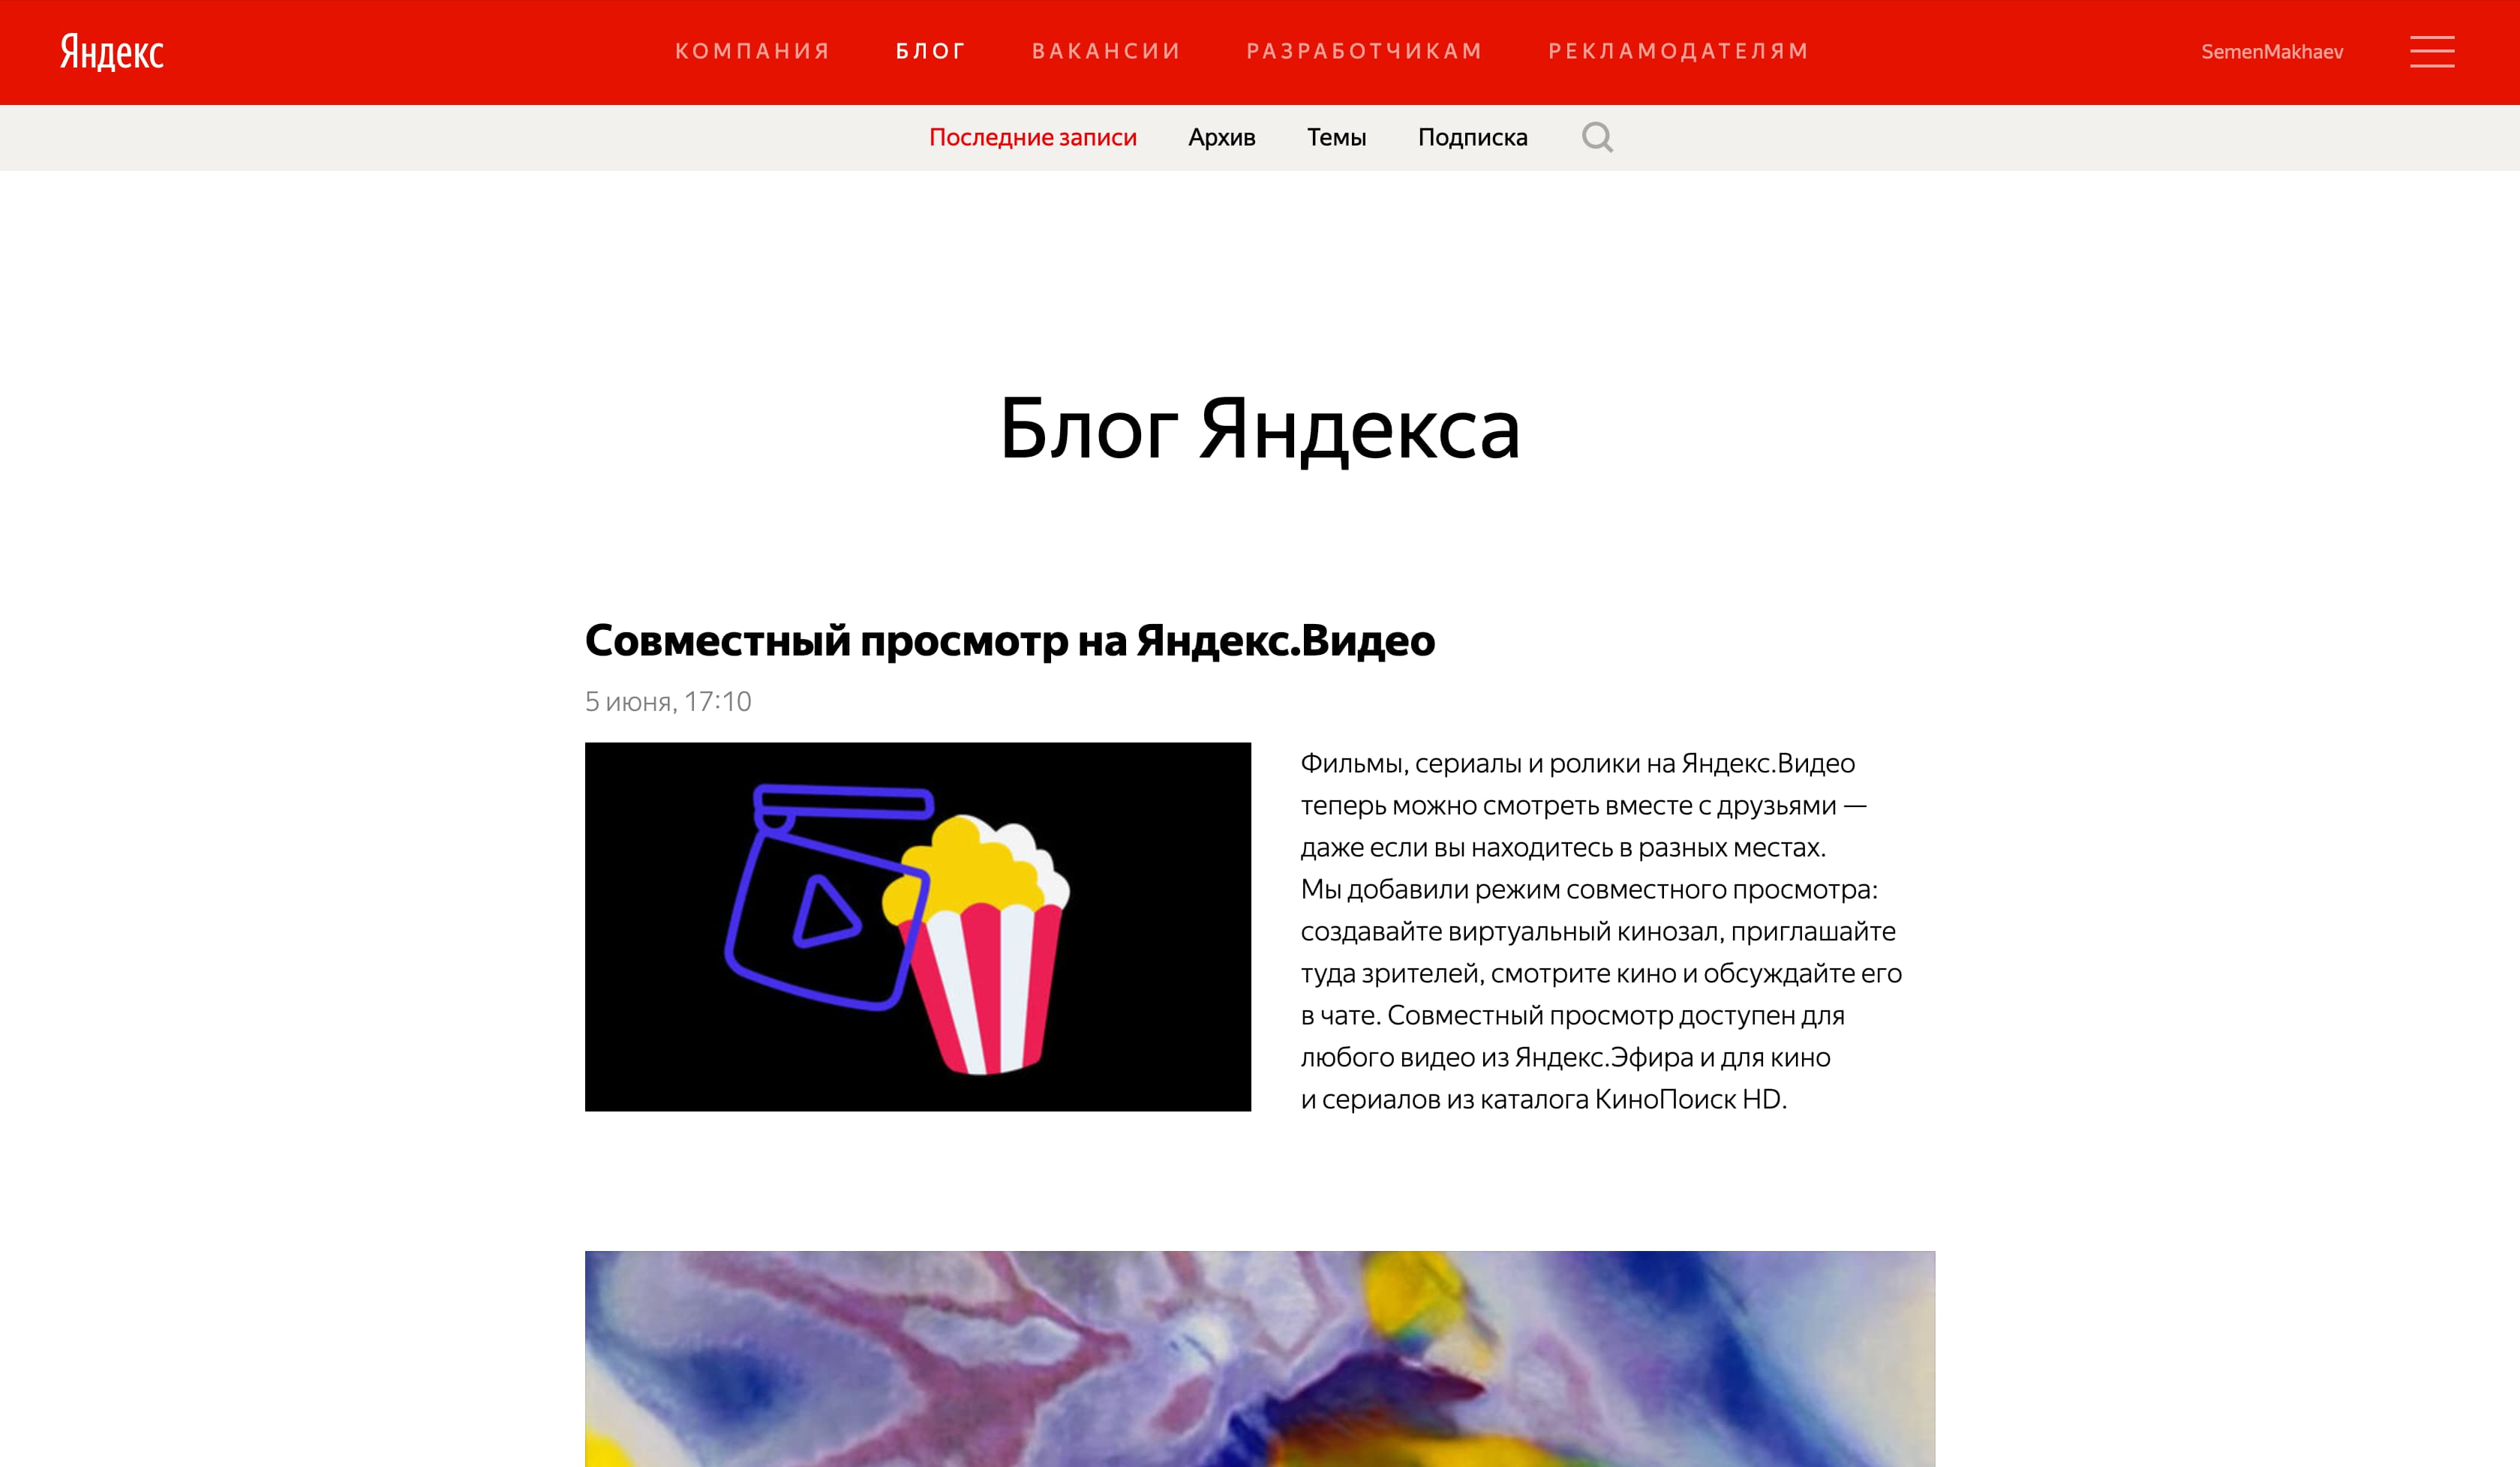 Яндекс
КОМПАНИЯ БЛОГ ВАКАНСИИ РАЗРАБОТЧИКАМ РЕКЛАМОДАТЕЛЯМ
SemenMakhaev
Последние записи Архив Темы Подписка
Блог Яндекса
Совместный просмотр на Яндекс.Видео
5 июня, 17:10
Фильмы, сериалы и ролики на Яндекс.Видео
теперь можно смотреть вместе с друзьями —
даже если вы находитесь в разных местах.
Мы добавили режим совместного просмотра:
создавайте виртуальный кинозал, приглашайте
туда зрителей, смотрите кино и обсуждайте его
в чате. Совместный просмотр доступен для
любого видео из Яндекс.Эфира и для кино
и сериалов из каталога КиноПоиск HD.